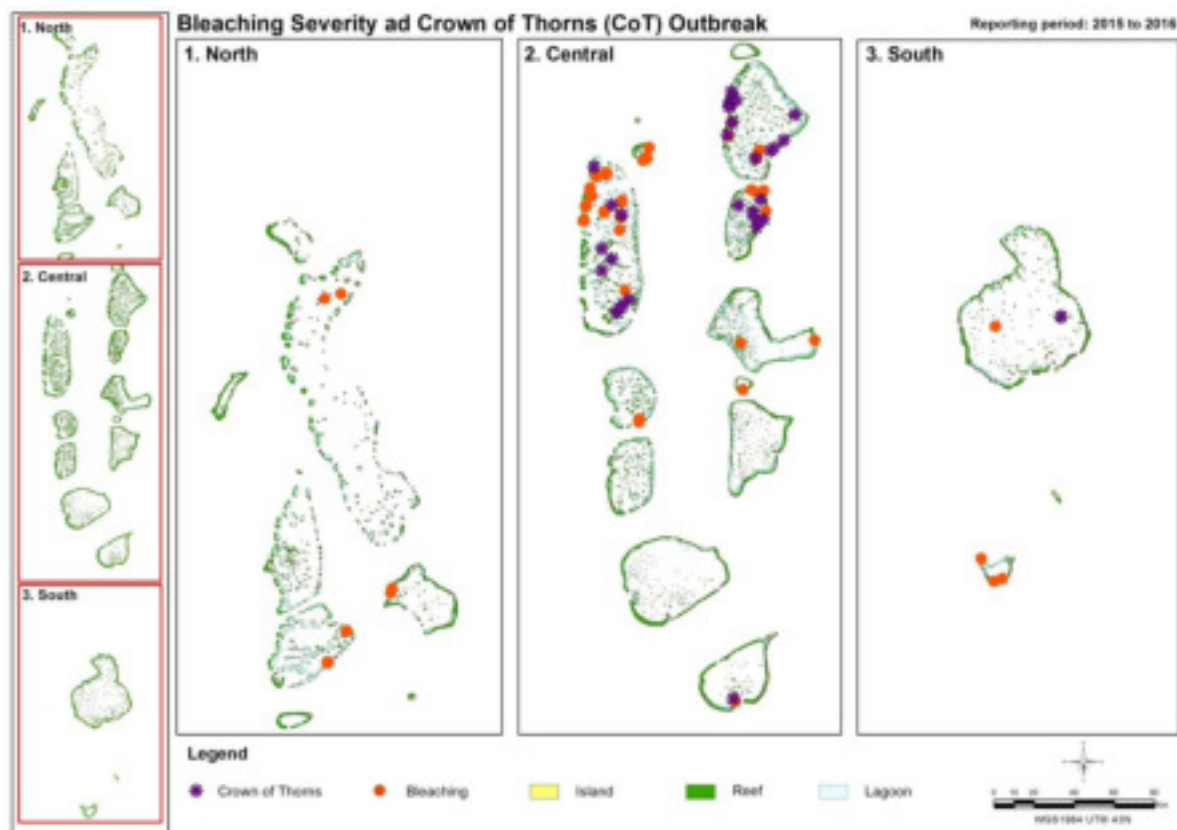 Bleaching Severity ad Crown of Thorns (CoT) Outbreak
Reporting period: 2015 to 2016
1. North
2. Central
3. South
1. North
2. Central
3. South
Legend
Crown of Thorns
Bleaching
Island
Reef
Lagoon
WGS1984 UTM 43N